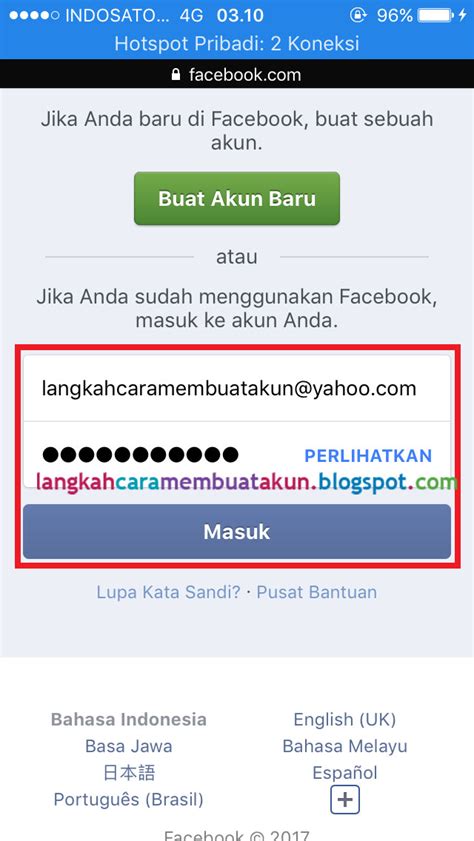 INDOSATO... 4G 03.10 96%
Hotspot Pribadi: 2 Koneksi
facebook.com
Jika Anda baru di Facebook, buat sebuah
akun.
Buat Akun Baru
atau
Jika Anda sudah menggunakan Facebook,
masuk ke akun Anda.
langkahcaramembuatakun@yahoo.com
●●●●●●●●●●● PERLIHATKAN
langkahcaramembuatakun.blogspot.com
Masuk
Lupa Kata Sandi? · Pusat Bantuan
Bahasa Indonesia English (UK)
Basa Jawa Bahasa Melayu
日本語 Español
Português (Brasil) +
Facebook © 2017